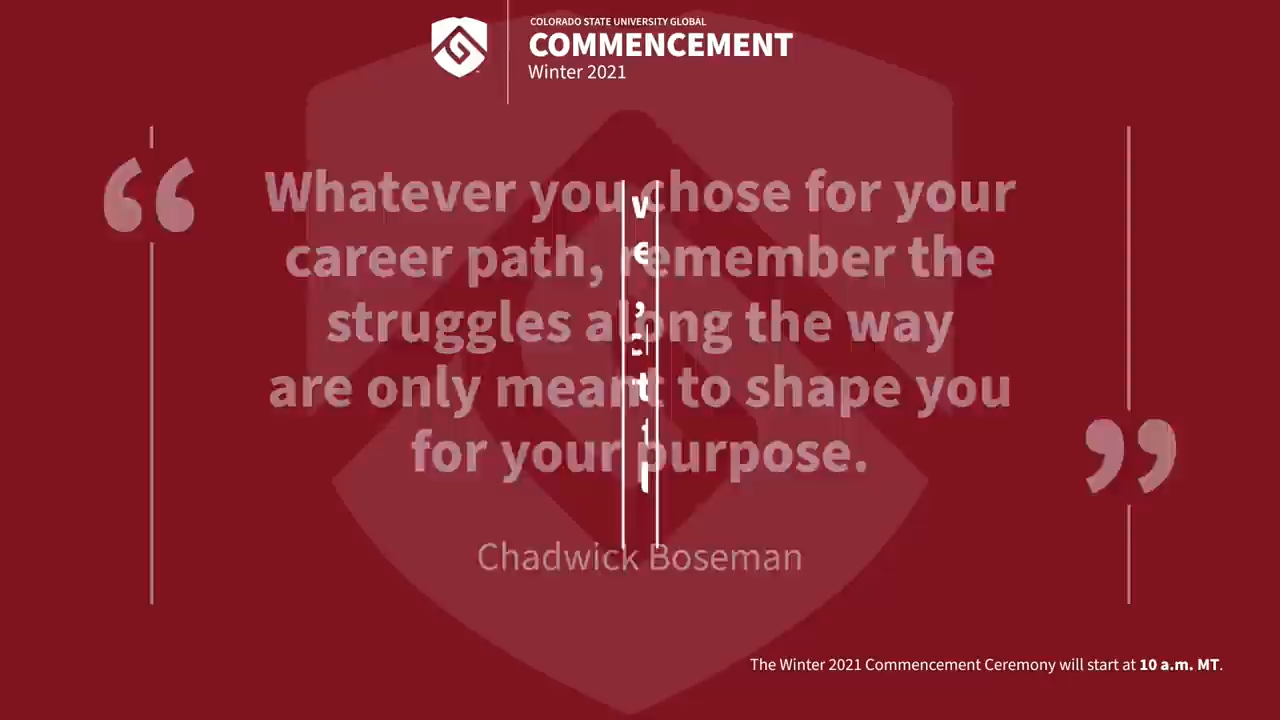 COLORADO STATE UNIVERSITY GLOBAL
COMMENCEMENT
Winter 2021
“Whatever you chose for your
career path, remember the
struggles along the way
are only meant to shape you
for your purpose.”
Chadwick Boseman
The Winter 2021 Commencement Ceremony will start at 10 a.m. MT.